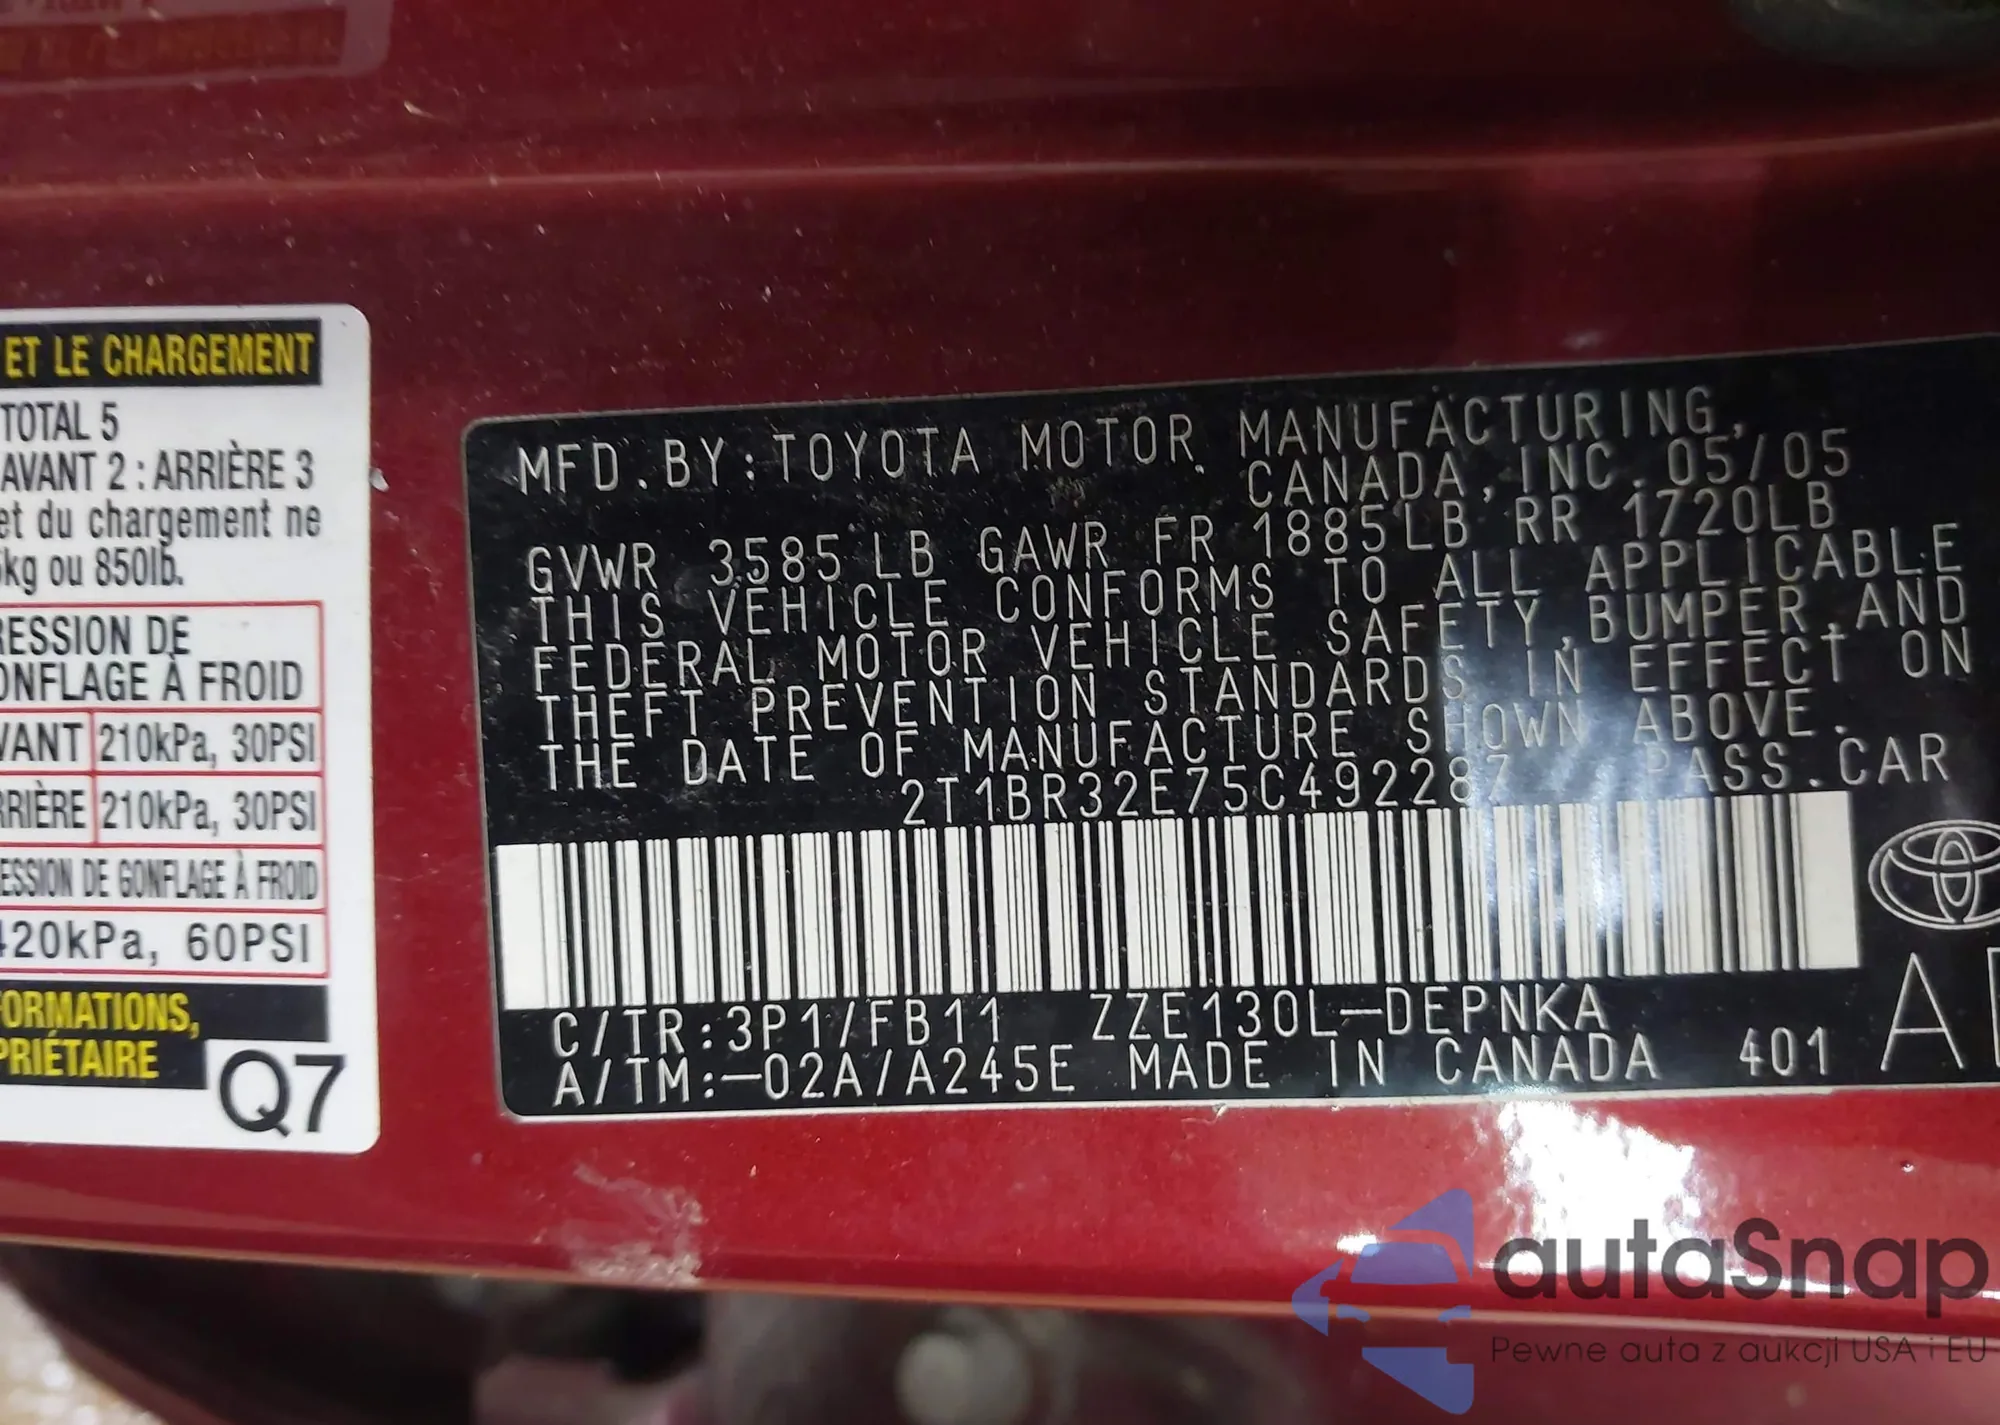 ET LE CHARGEMENT
TOTAL 5
AVANT 2 : ARRIÈRE 3
et du chargement ne
kg ou 850lb.
RESSION DE
ONFLAGE À FROID
VANT 210kPa, 30PSI
RRIÈRE 210kPa, 30PSI
ESSION DE GONFLAGE À FROID
420kPa, 60PSI
FORMATIONS,
PRIÉTAIRE
Q7
MFD. BY: TOYOTA MOTOR MANUFACTURING,
CANADA, INC. 05/05
GVWR 3585 LB GAWR FR 1885LB RR 1720LB
THIS VEHICLE CONFORMS TO ALL APPLICABLE
FEDERAL MOTOR VEHICLE SAFETY, BUMPER, AND
THEFT PREVENTION STANDARDS IN EFFECT ON
THE DATE OF MANUFACTURE SHOWN ABOVE.
2T1BR32E75C492287 PASS. CAR
C/TR:3P1/FB11 ZZE130L-DEPNKA
A/TM:-02A/A245E MADE IN CANADA 401
autaSnap
Pewne auta z aukcji USA i EU